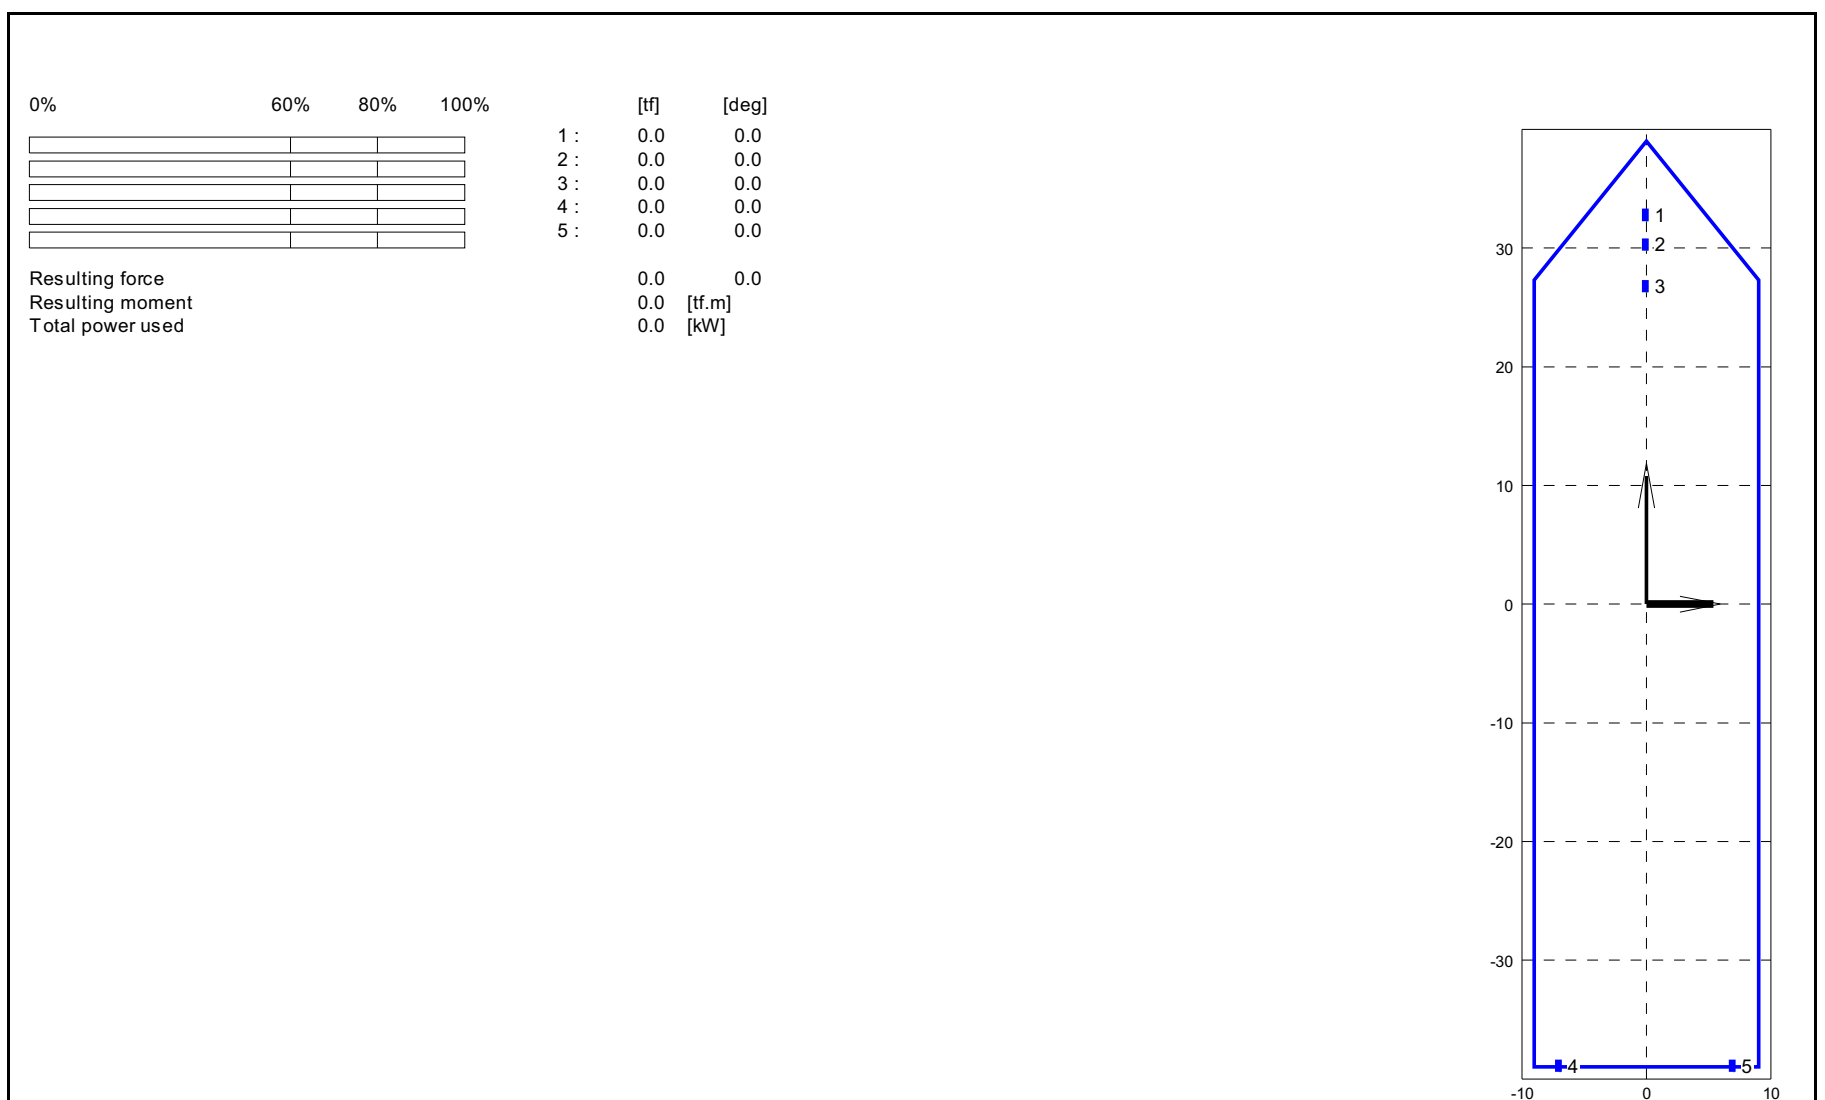 0% 60% 80% 100% [tf] [deg]
1 : 0.0 0.0
2 : 0.0 0.0
3 : 0.0 0.0
4 : 0.0 0.0
5 : 0.0 0.0
Resulting force 0.0 0.0
Resulting moment 0.0 [tf.m]
Total power used 0.0 [kW]
1
30 2
3
20
10
0
-10
-20
-30
4 5
-10 0 10